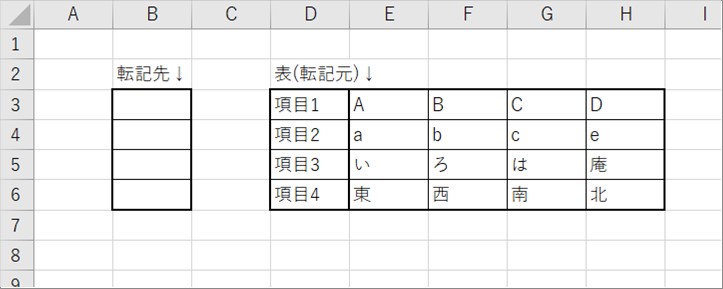 A B C D E F G H I
1
2 転記先↓ 表(転記元)↓
3 項目1 A B C D
4 項目2 a b c e
5 項目3 い ろ は 庵
6 項目4 東 西 南 北
7
8
9